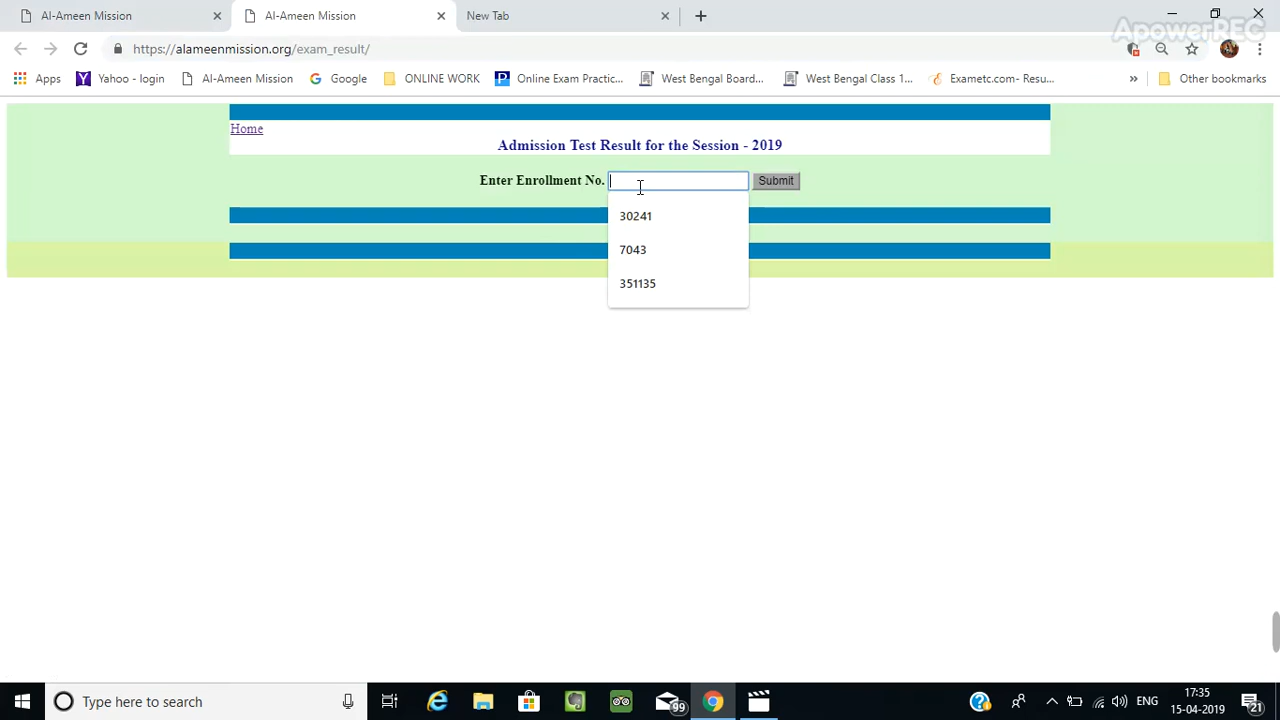 Al-Ameen Mission
Al-Ameen Mission
New Tab
ApowerREC
https://alameenmission.org/exam_result/
Apps
Yahoo - login
Al-Ameen Mission
Google
ONLINE WORK
Online Exam Practic...
West Bengal Board...
West Bengal Class 1...
Exametc.com- Resu...
»
Other bookmarks
Home
Admission Test Result for the Session - 2019
Enter Enrollment No.
Submit
30241
7043
351135
Type here to search
99
ENG
17:35
15-04-2019
21